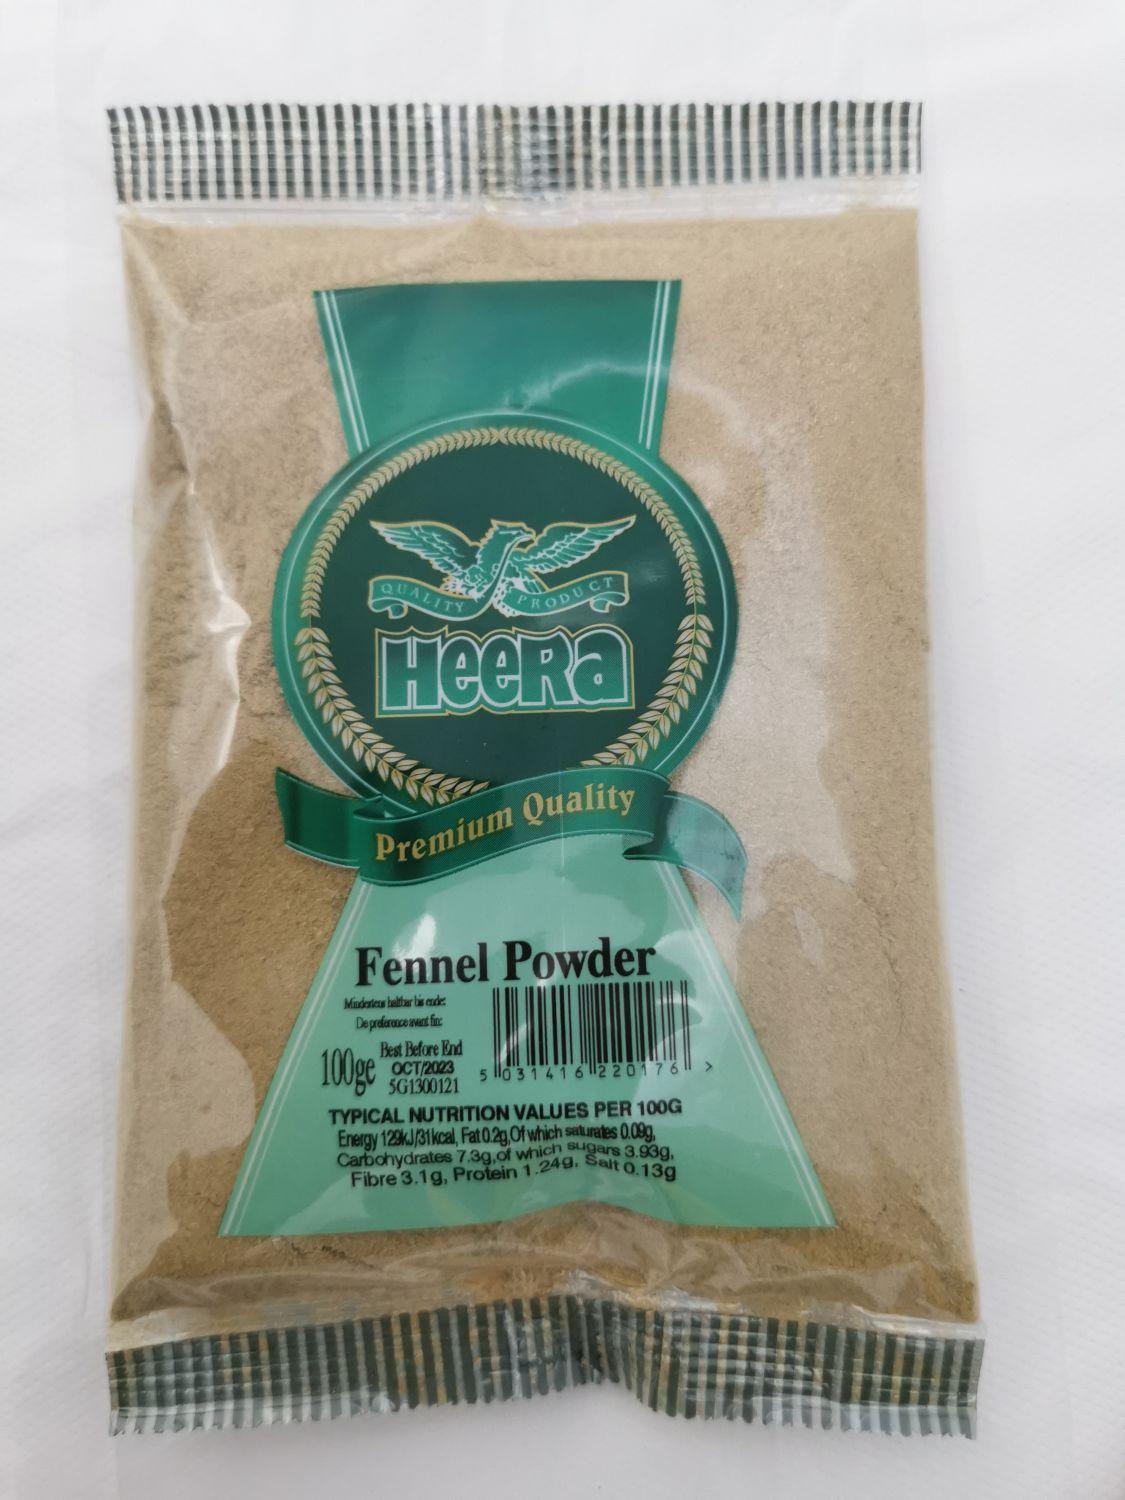 QUALITY PRODUCT
HeeRa
Premium Quality
Fennel Powder
Mindestens haltbar bis ende:
De preference avant fin:
100ge
Best Before End
OCT/2023
5G1300121
5 031416 220176 >
TYPICAL NUTRITION VALUES PER 100G
Energy 129kJ/31kcal, Fat 0.2g,Of which saturates 0.09g,
Carbohydrates 7.3g,of which sugars 3.93g,
Fibre 3.1g, Protein 1.24g, Salt 0.13g